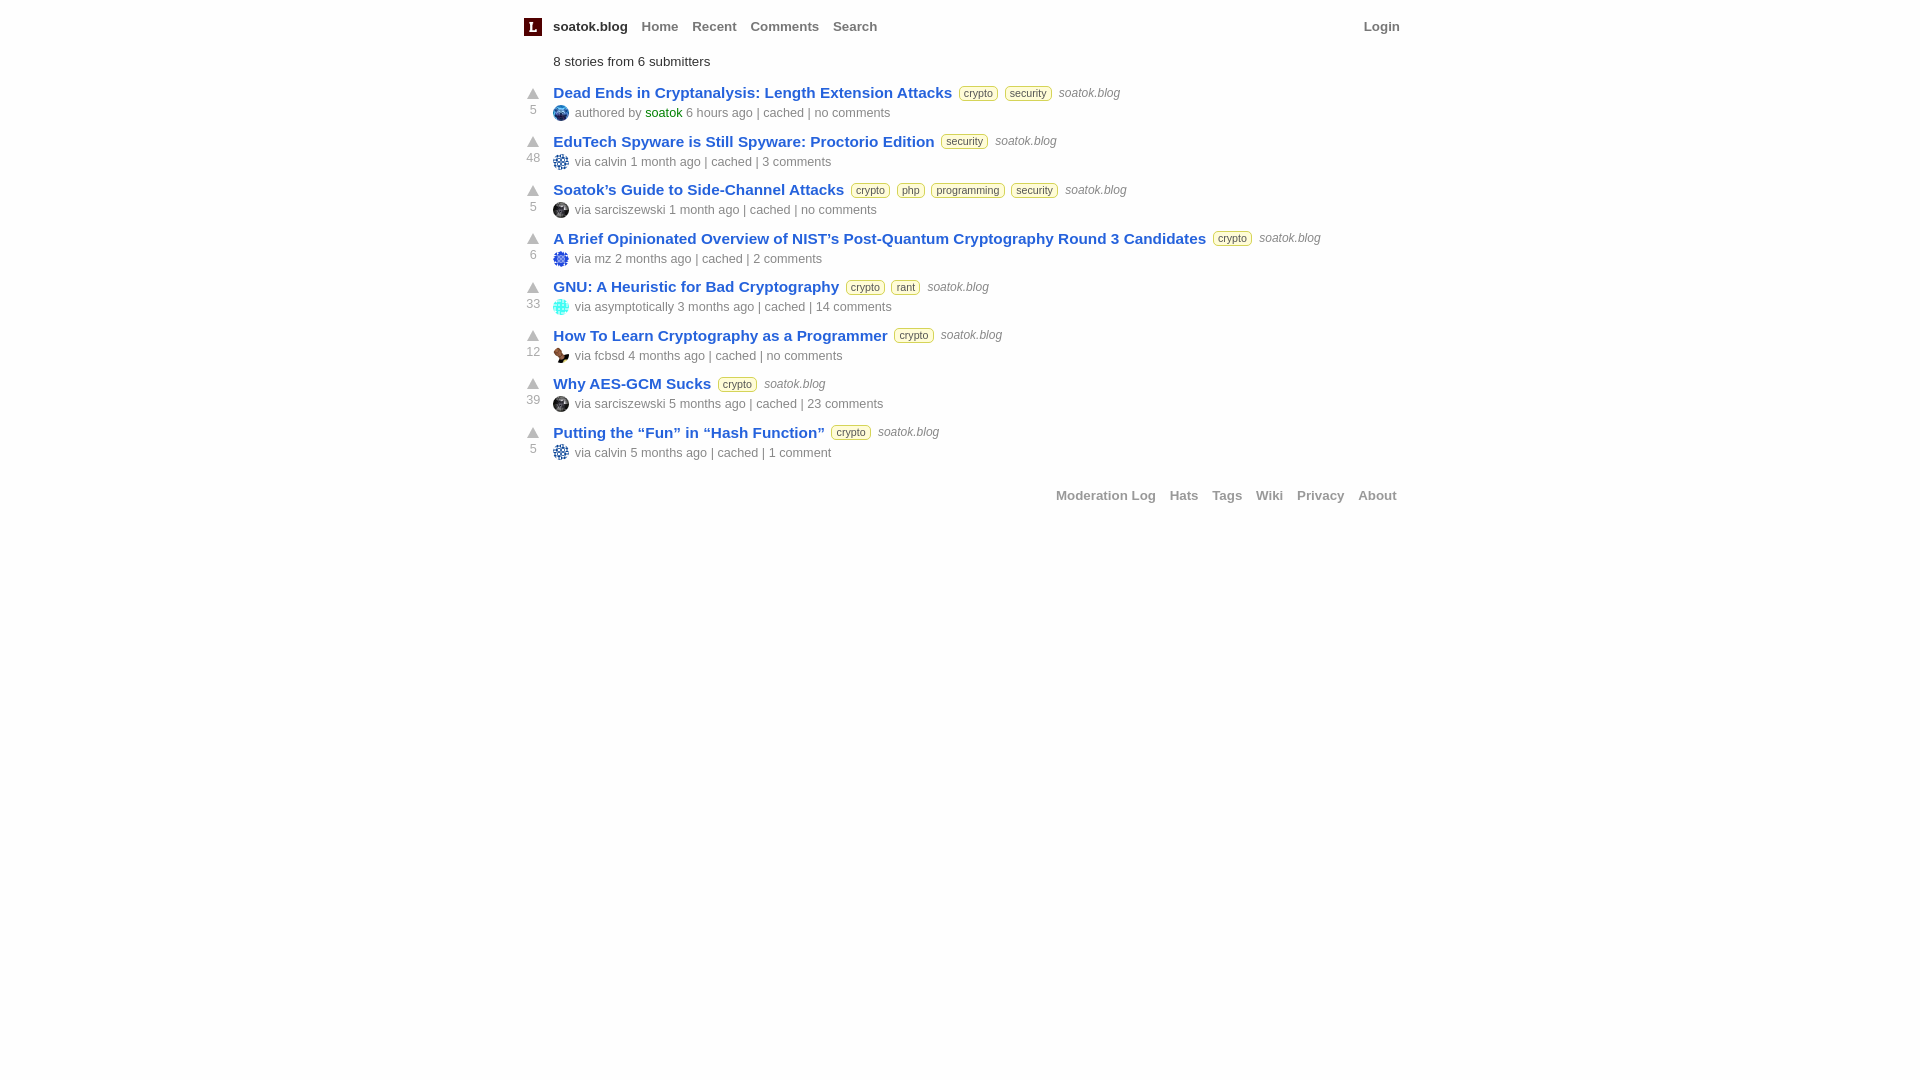 L soatok.blog Home Recent Comments Search Login
8 stories from 6 submitters
Dead Ends in Cryptanalysis: Length Extension Attacks crypto security soatok.blog
5 authored by soatok 6 hours ago | cached | no comments
EduTech Spyware is Still Spyware: Proctorio Edition security soatok.blog
48 via calvin 1 month ago | cached | 3 comments
Soatok’s Guide to Side-Channel Attacks crypto php programming security soatok.blog
5 via sarciszewski 1 month ago | cached | no comments
A Brief Opinionated Overview of NIST’s Post-Quantum Cryptography Round 3 Candidates crypto soatok.blog
6 via mz 2 months ago | cached | 2 comments
GNU: A Heuristic for Bad Cryptography crypto rant soatok.blog
33 via asymptotically 3 months ago | cached | 14 comments
How To Learn Cryptography as a Programmer crypto soatok.blog
12 via fcbsd 4 months ago | cached | no comments
Why AES-GCM Sucks crypto soatok.blog
39 via sarciszewski 5 months ago | cached | 23 comments
Putting the “Fun” in “Hash Function” crypto soatok.blog
5 via calvin 5 months ago | cached | 1 comment
Moderation Log Hats Tags Wiki Privacy About